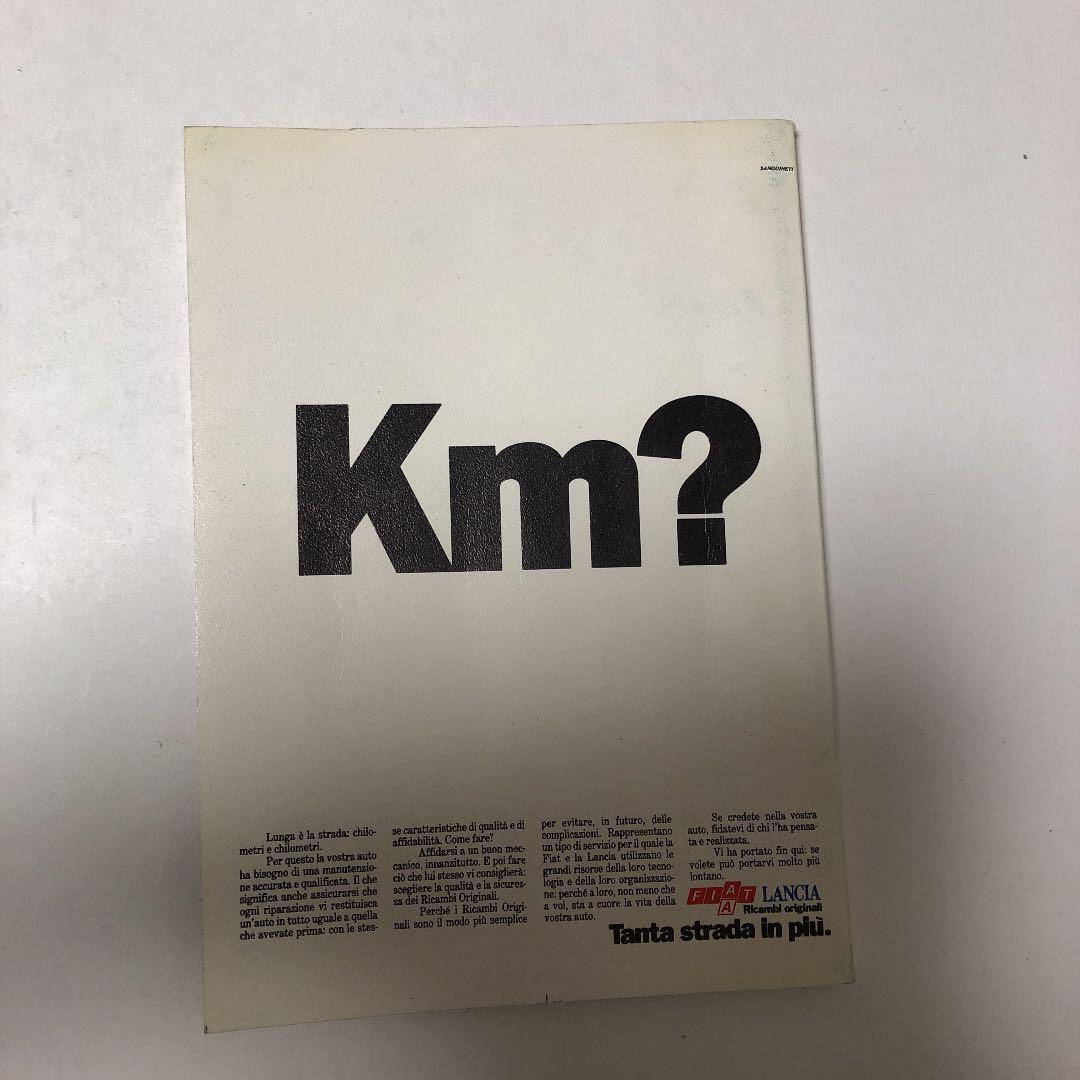 SANGUINETI
Km?
Lunga è la strada: chilo-
metri e chilometri.
Per questo la vostra auto
ha bisogno di una manutenzio-
ne accurata e qualificata. Il che
significa anche assicurarsi che
ogni riparazione vi restituisca
un'auto in tutto uguale a quella
che avevate prima: con le stes-
se caratteristiche di qualità e di
affidabilità. Come fare?
Affidarsi a un buon mec-
canico, innanzitutto. E poi fare
ciò che lui stesso vi consiglierà:
scegliere la qualità e la sicurez-
za dei Ricambi Originali.
Perché i Ricambi Origi-
nali sono il modo più semplice
per evitare, in futuro, delle
complicazioni. Rappresentano
un tipo di servizio per il quale la
Fiat e la Lancia utilizzano le
grandi risorse della loro tecno-
logia e della loro organizzazio-
ne: perché a loro, non meno che
a voi, sta a cuore la vita della
vostra auto.
Se credete nella vostra
auto, fidatevi di chi l'ha pensa-
ta e realizzata.
Vi ha portato fin qui: se
volete può portarvi molto più
lontano.
FIAT LANCIA
A Ricambi originali
Tanta strada in più.